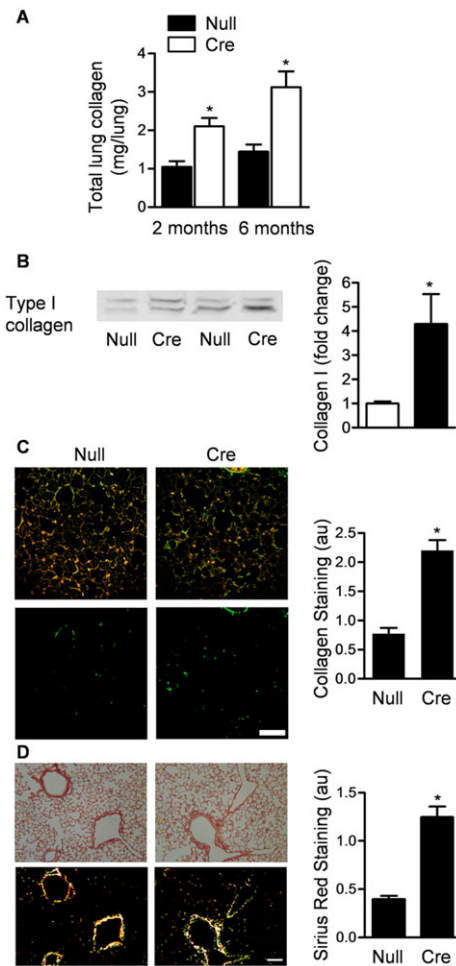 A
Null
Cre
Total lung collagen
(mg/lung)
4
3
2
1
0
*
*
2 months
6 months
B
Type I
collagen
Null
Cre
Null
Cre
Collagen I (fold change)
6
5
4
3
2
1
0
*
C
Null
Cre
Collagen Staining (au)
2.5
2.0
1.5
1.0
0.5
0.0
*
Null
Cre
D
Sirius Red Staining (au)
1.5
1.0
0.5
0.0
*
Null
Cre